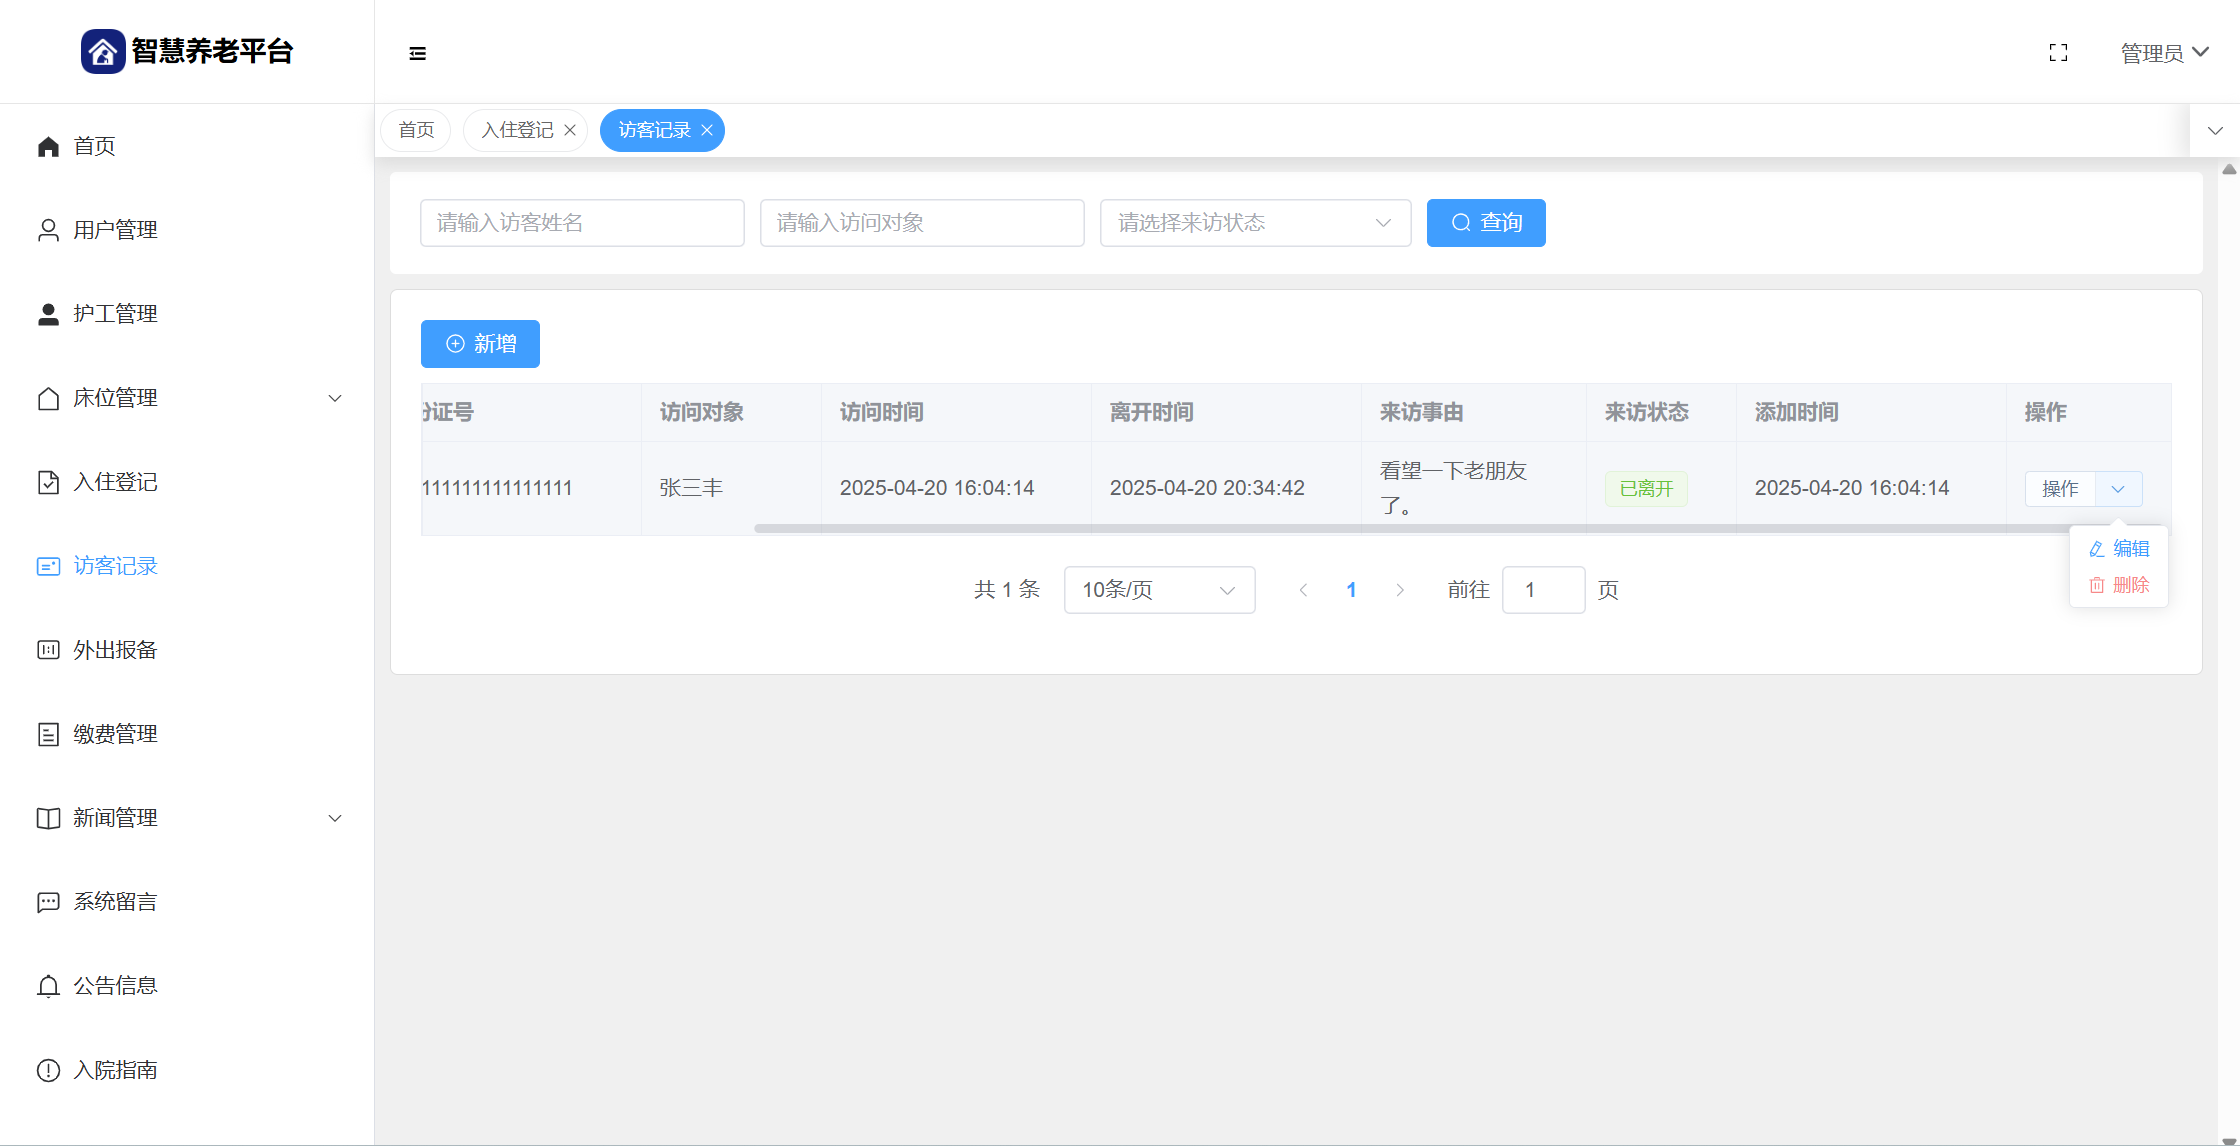 智慧养老平台
管理员
首页
入住登记
访客记录
首页
用户管理
护工管理
床位管理
入住登记
访客记录
外出报备
缴费管理
新闻管理
系统留言
公告信息
入院指南
请输入访客姓名
请输入访问对象
请选择来访状态
查询
新增
份证号
访问对象
访问时间
离开时间
来访事由
来访状态
添加时间
操作
111111111111111
张三丰
2025-04-20 16:04:14
2025-04-20 20:34:42
看望一下老朋友
了。
已离开
2025-04-20 16:04:14
操作
编辑
删除
共 1 条
10条/页
1
前往
1
页